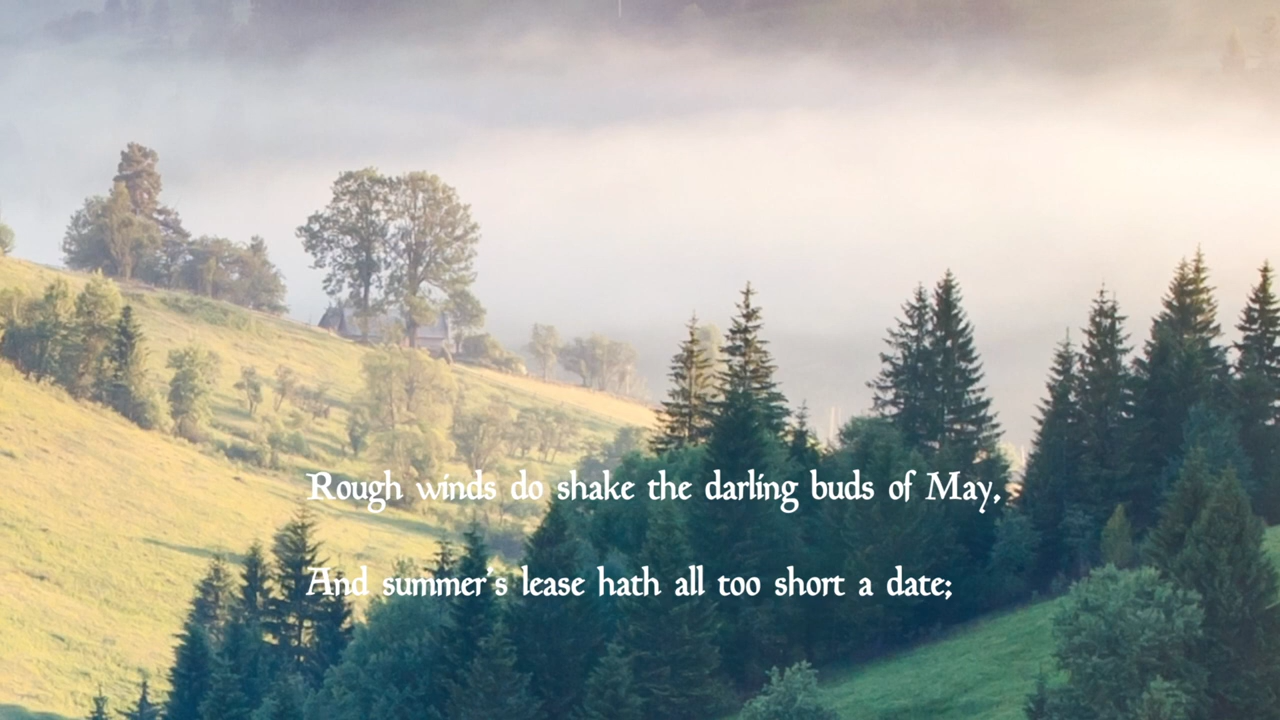 Rough winds do shake the darling buds of May,
And summer's lease hath all too short a date;